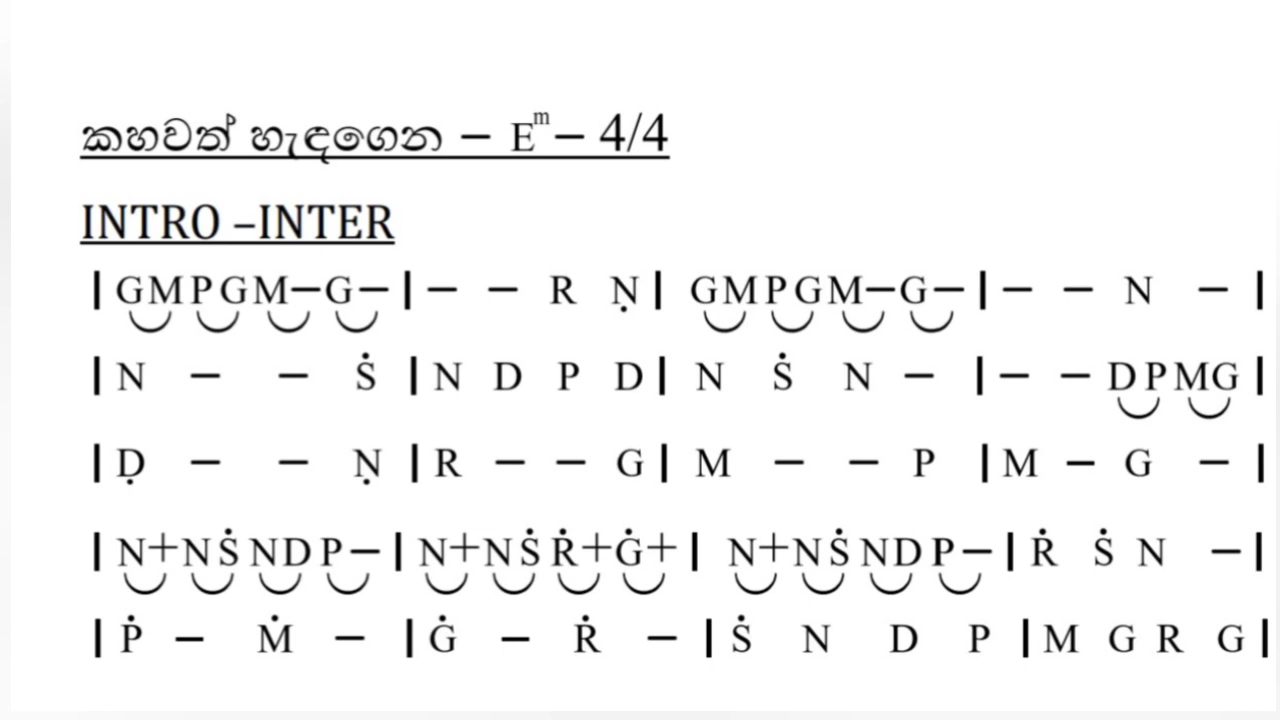 කහවත් හැඳගෙන – Eᵐ – 4/4
INTRO –INTER
| GMPGM–G– | – – R Ṇ | GMPGM–G– | – – N – |
| N – – Ṡ | N D P D | N Ṡ N – | – – DPMG |
| Ḍ – – Ṇ | R – – G | M – – P | M – G – |
| N+NṠNDP– | N+NṠṘ+Ġ+ | N+NṠNDP– | Ṙ Ṡ N – |
| Ṗ – Ṁ – | Ġ – Ṙ – | Ṡ N D P | M G R G |